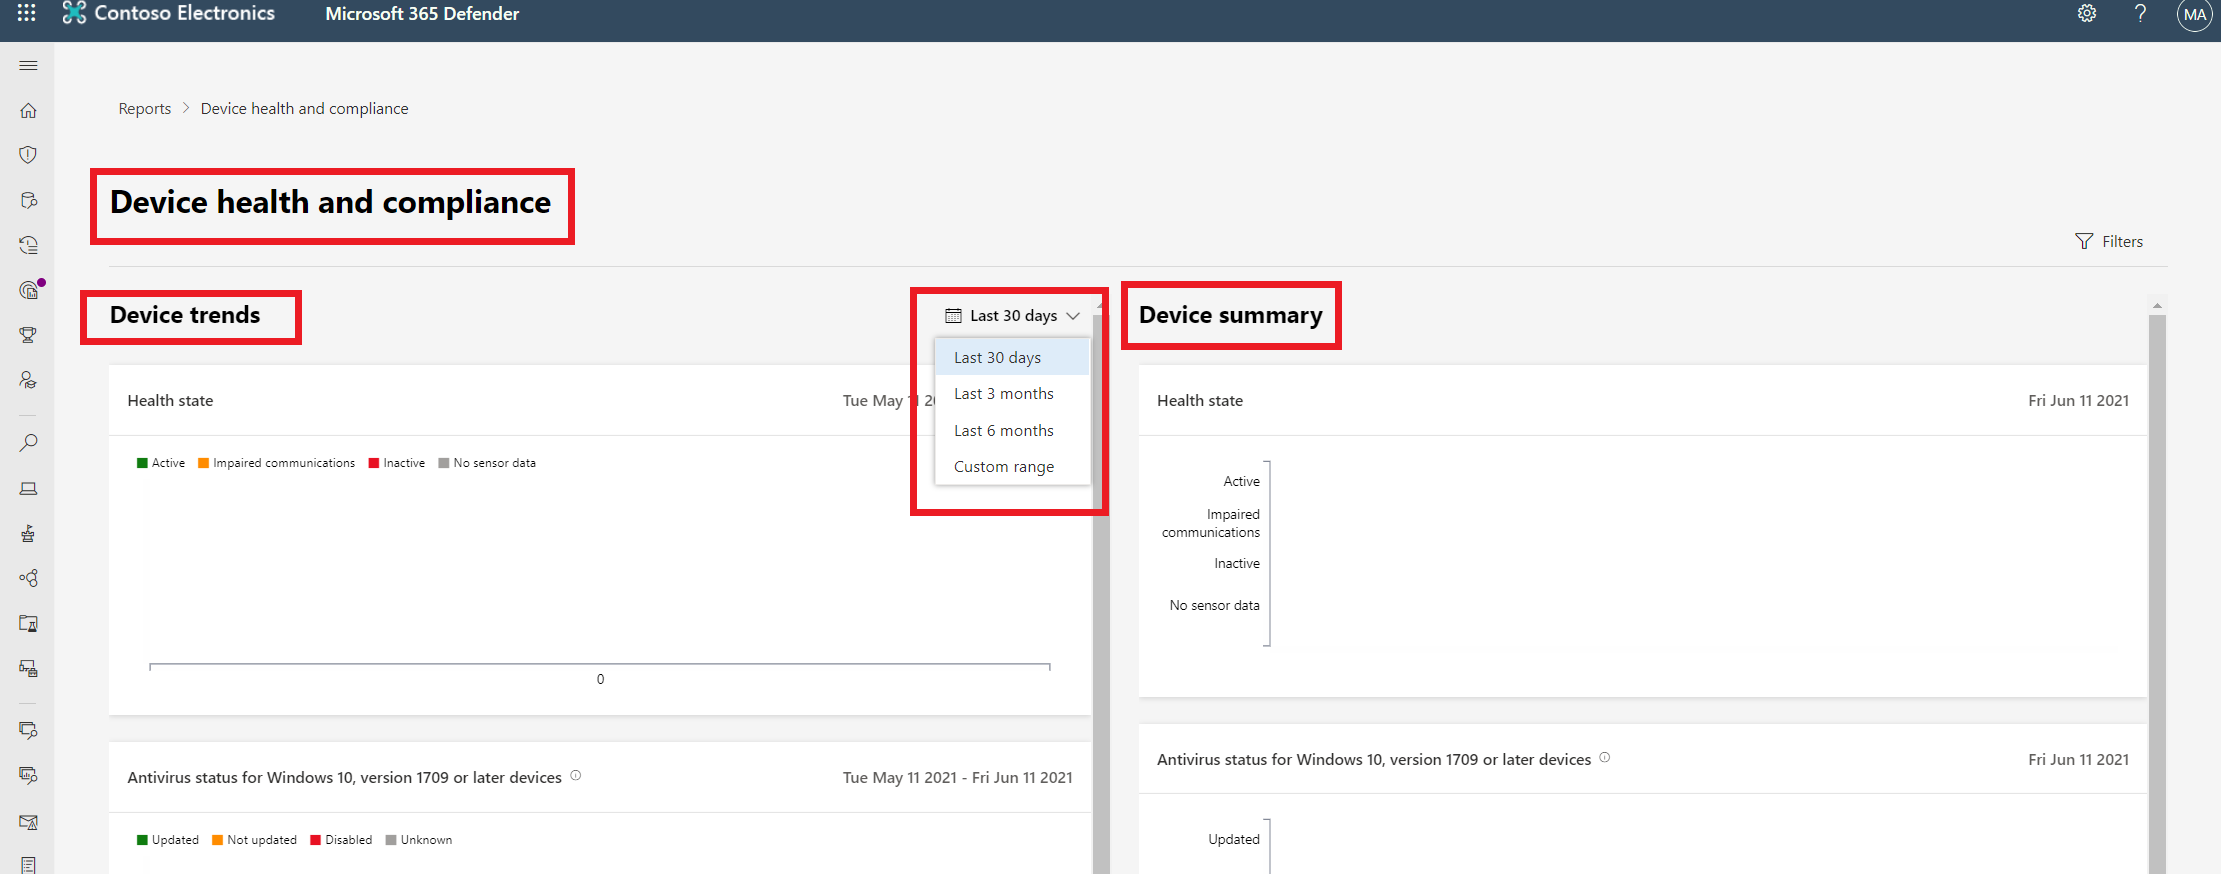 Contoso Electronics
Microsoft 365 Defender
?
MA
Reports > Device health and compliance
Device health and compliance
Filters
Device trends
Last 30 days
Last 30 days
Last 3 months
Last 6 months
Custom range
Health state
Tue May 11
Active
Impaired communications
Inactive
No sensor data
0
Antivirus status for Windows 10, version 1709 or later devices
Tue May 11 2021 - Fri Jun 11 2021
Updated
Not updated
Disabled
Unknown
Device summary
Health state
Fri Jun 11 2021
Active
Impaired
communications
Inactive
No sensor data
Antivirus status for Windows 10, version 1709 or later devices
Fri Jun 11 2021
Updated